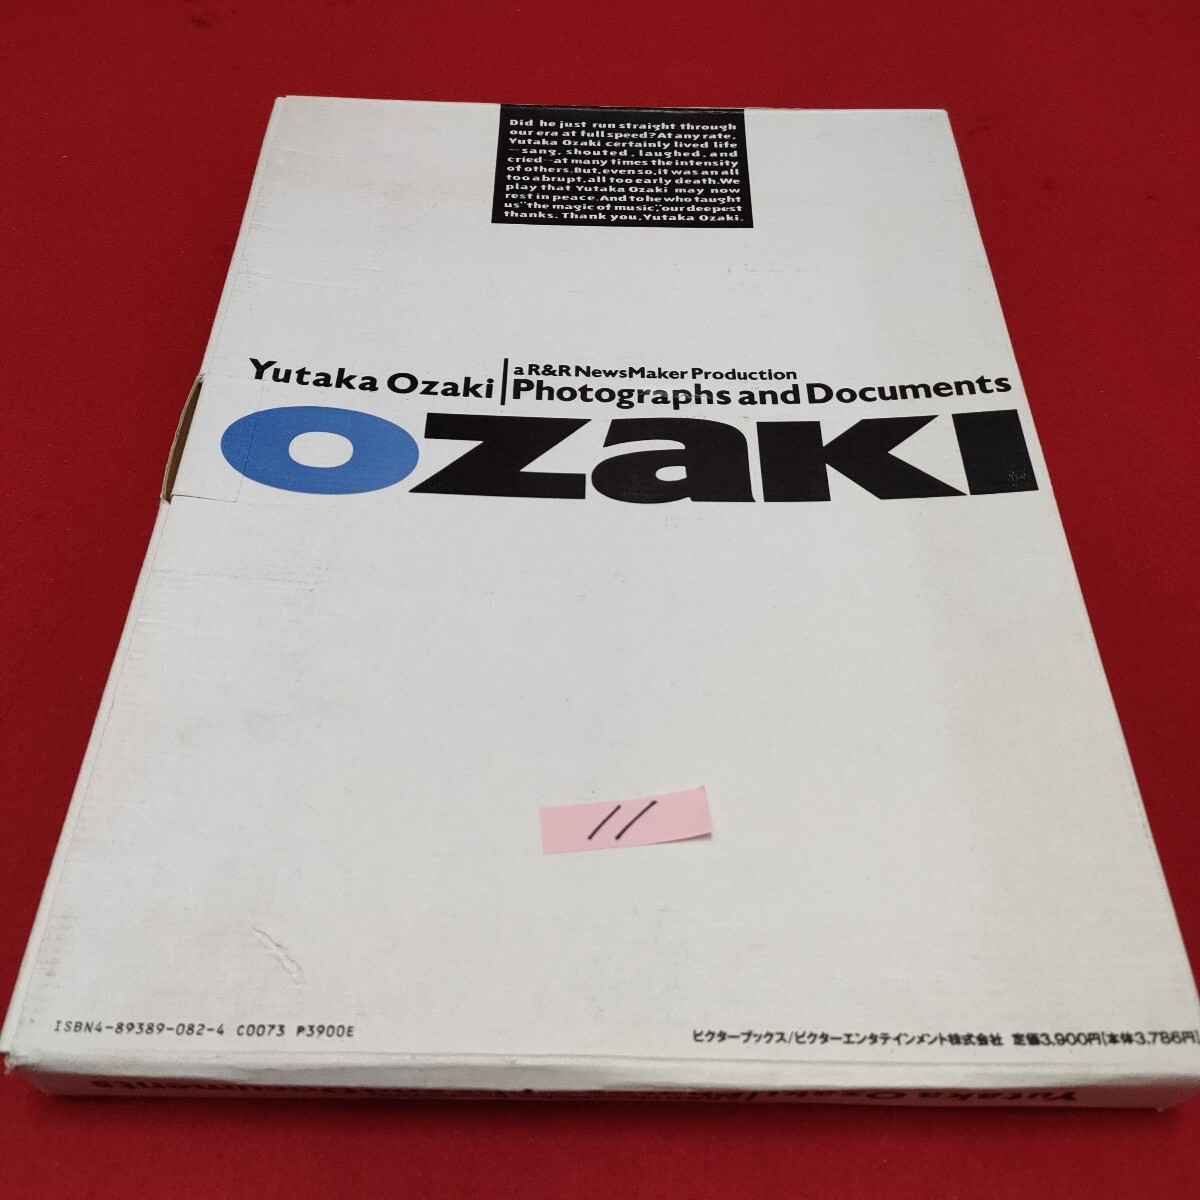 Did he just run straight through
our era at full speed?At any rate,
Yutaka Ozaki certainly lived life
—sang, shouted, laughed, and
cried—at many times the intensity
of others.But,even so,it was an all
too abrupt,all too early death.We
play that Yutaka Ozaki may now
rest in peace.And to he who taught
us"the magic of music,"our deepest
thanks. Thank you,Yutaka Ozaki.
Yutaka Ozaki
a R&R NewsMaker Production
Photographs and Documents
OZaKI
11
ISBN4-89389-082-4 C0073 P3900E
ビクターブックス/ビクターエンタテインメント株式会社 定価3,900円[本体3,786円]
Yutaka Ozaki